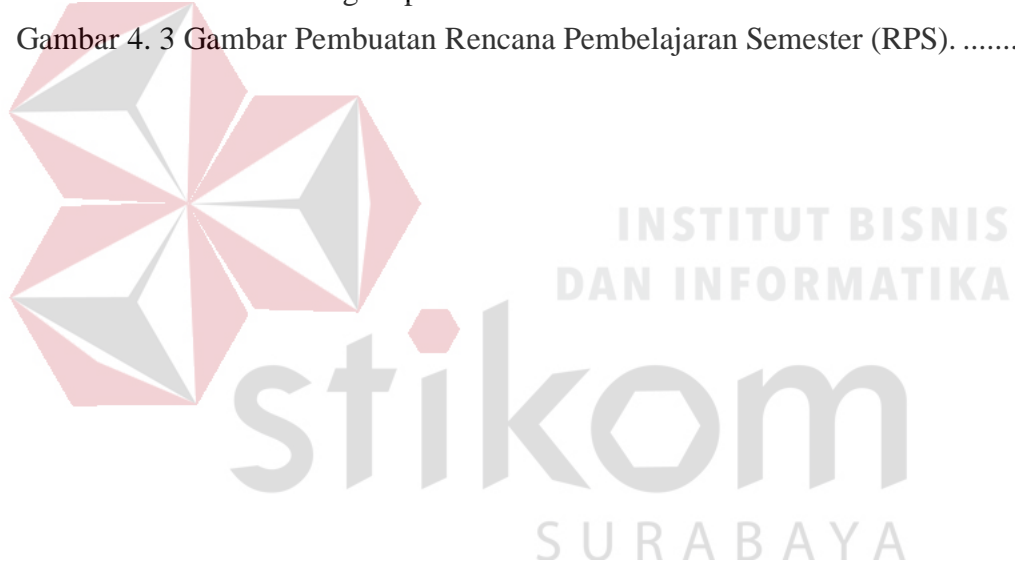 Gambar 4. 3 Gambar Pembuatan Rencana Pembelajaran Semester (RPS). .......
INSTITUT BISNIS
DAN INFORMATIKA
stikom
SURABAYA